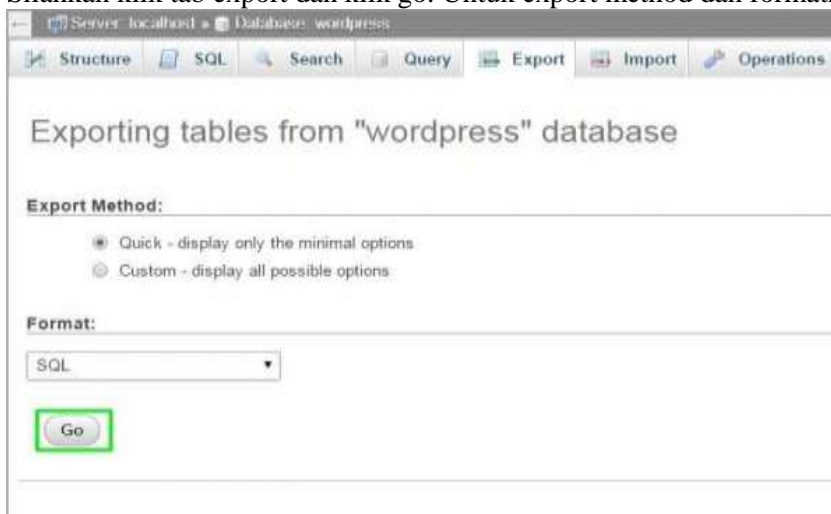 Silahkan klik tab export dan klik go. Untuk export method dan format
Server: localhost » Database: wordpress
Structure SQL Search Query Export Import Operations
Exporting tables from "wordpress" database
Export Method:
Quick - display only the minimal options
Custom - display all possible options
Format:
SQL
Go